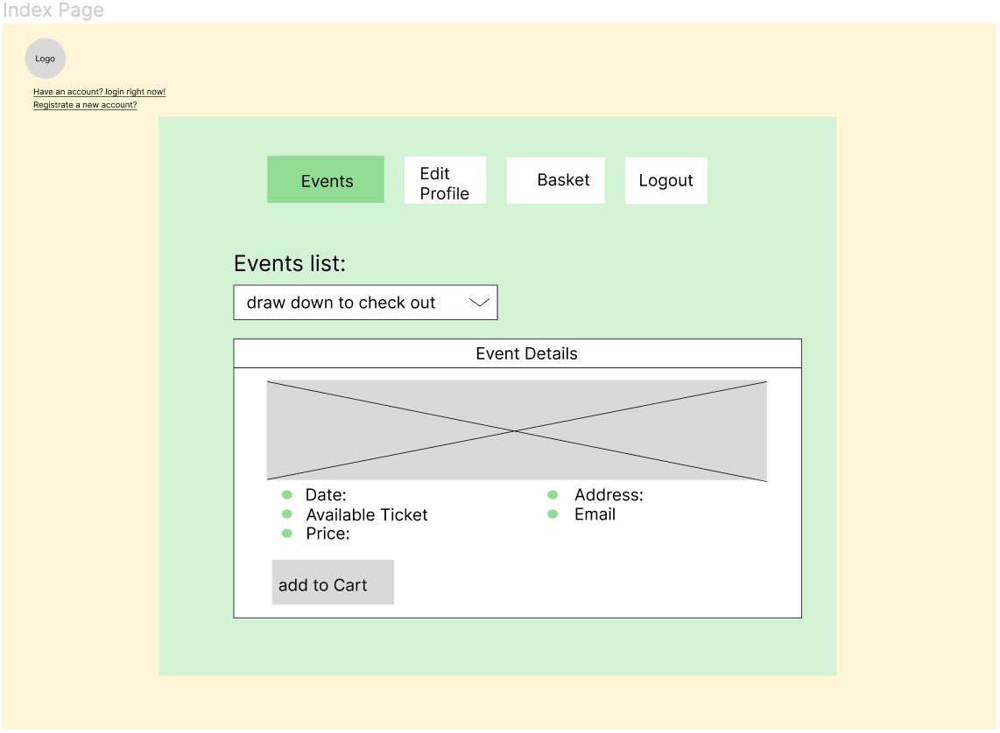 Index Page
Logo
Have an account? login right now!
Registrate a new account?
Events
Edit
Profile
Basket
Logout
Events list:
draw down to check out
Event Details
Date:
Available Ticket
Price:
Address:
Email
add to Cart